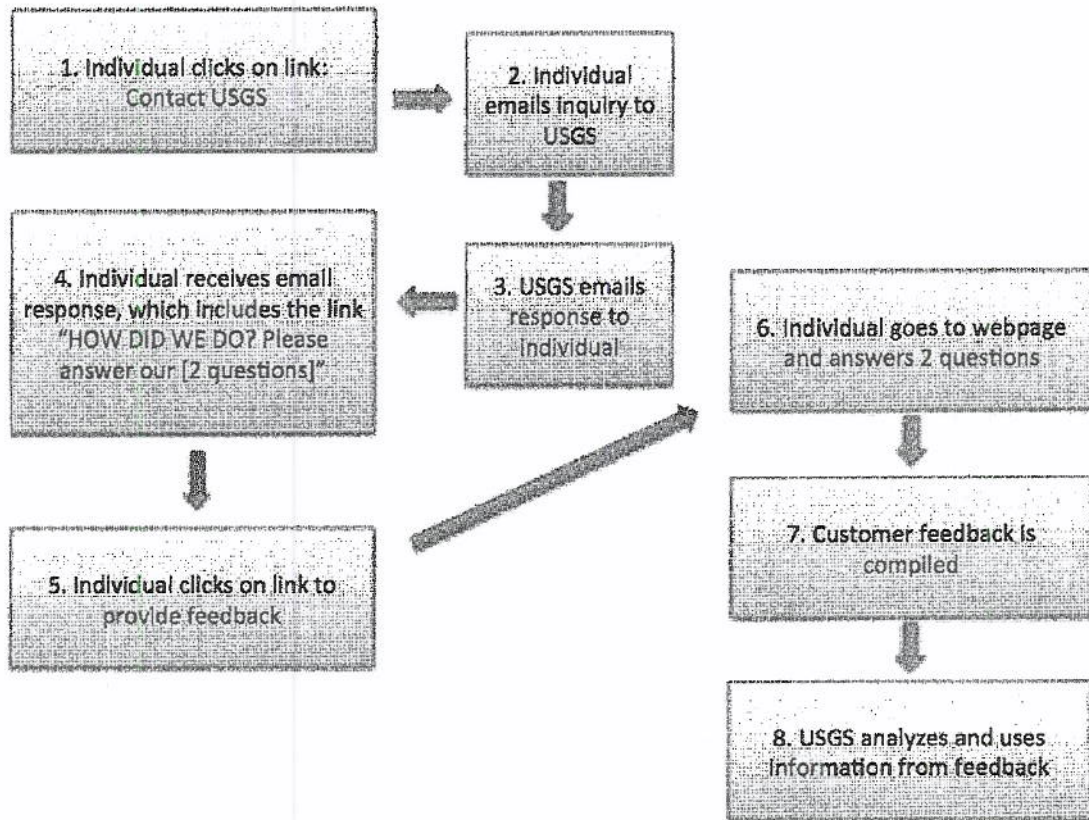 1. Individual clicks on link:
Contact USGS
2. Individual
emails inquiry to
USGS
3. USGS emails
response to
individual
4. Individual receives email
response, which includes the link
“HOW DID WE DO? Please
answer our [2 questions]”
5. Individual clicks on link to
provide feedback
6. Individual goes to webpage
and answers 2 questions
7. Customer feedback is
compiled
8. USGS analyzes and uses
information from feedback